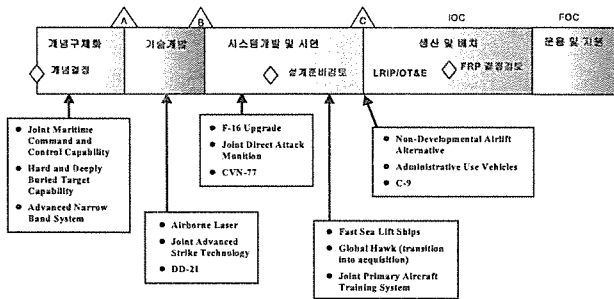 A
B
C
IOC
FOC
개념구체화
기술개발
시스템개발 및 시연
생산 및 배치
운용 및 지원
개념결정
설계준비검토
LRIP/OT&E
FRP 결정검토
• Joint Maritime
Command and
Control Capability
• Hard and Deeply
Buried Target
Capability
• Advanced Narrow
Band System
• F-16 Upgrade
• Joint Direct Attack
Munition
• CVN-77
• Non-Developmental Airlift
Alternative
• Administrative Use Vehicles
• C-9
• Airborne Laser
• Joint Advanced
Strike Technology
• DD-21
• Fast Sea Lift Ships
• Global Hawk (transition
into acquisition)
• Joint Primary Aircraft
Training System